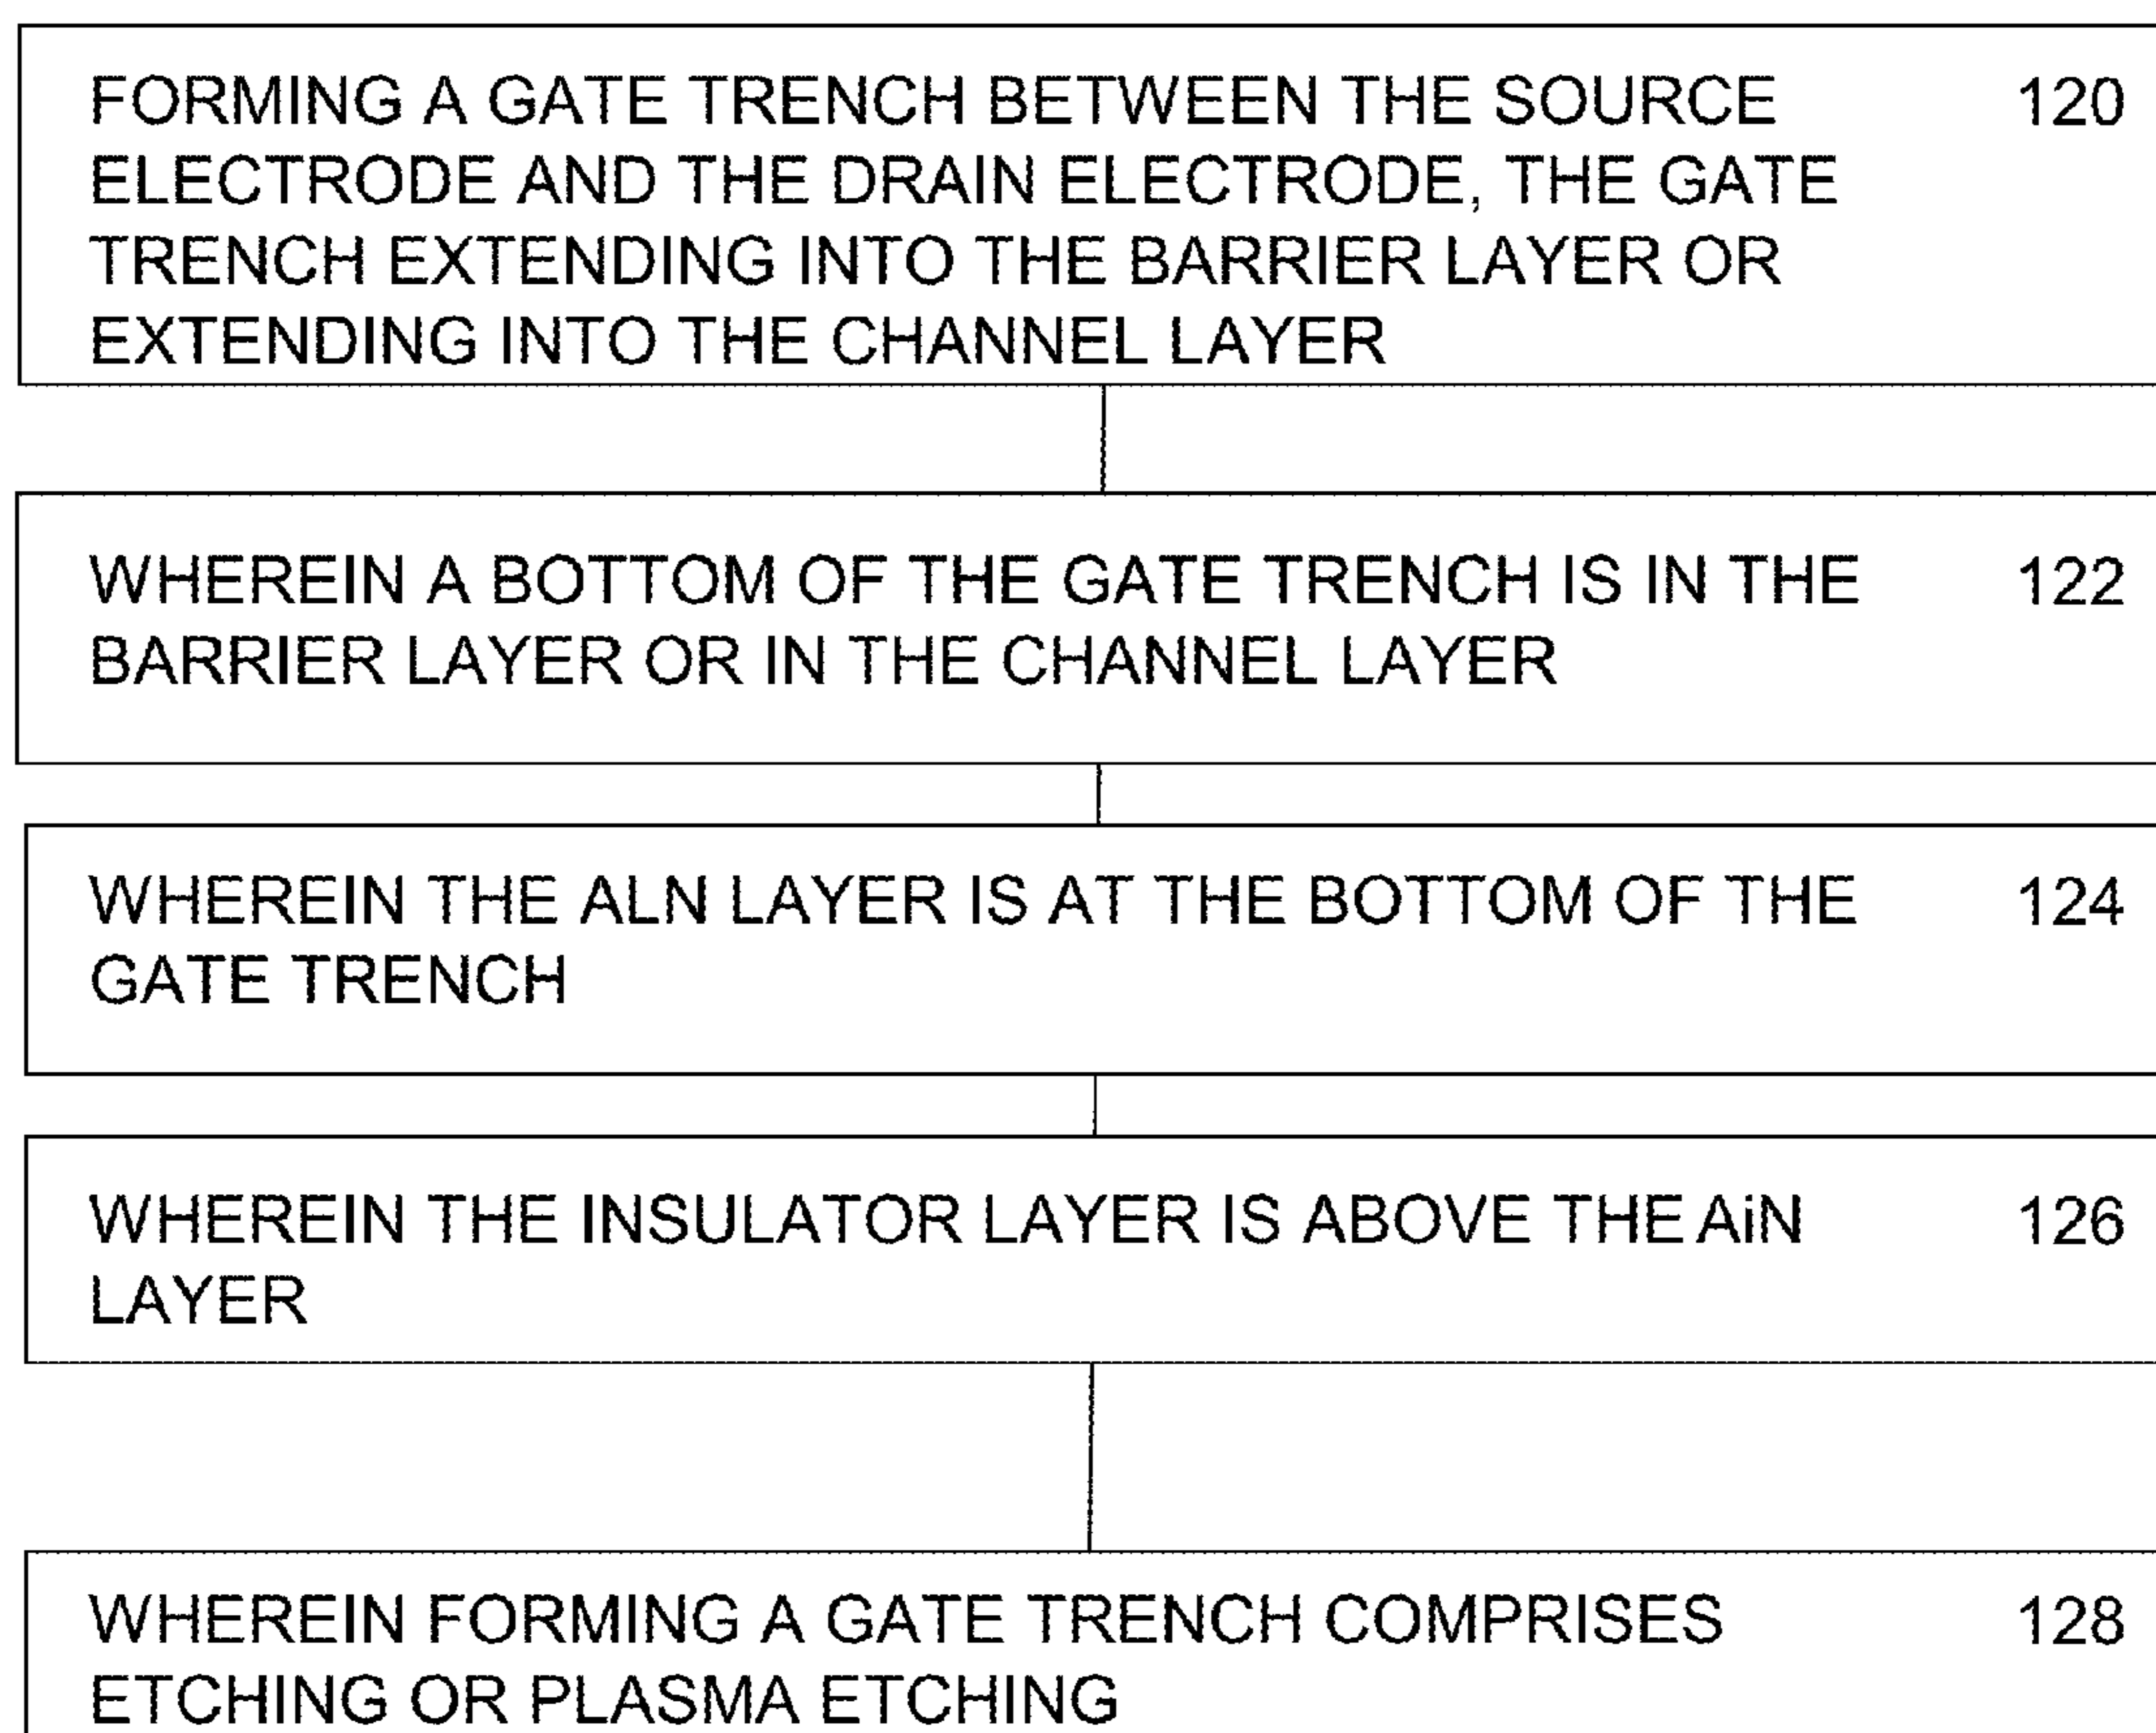 FORMING A GATE TRENCH BETWEEN THE SOURCE 120
ELECTRODE AND THE DRAIN ELECTRODE, THE GATE
TRENCH EXTENDING INTO THE BARRIER LAYER OR
EXTENDING INTO THE CHANNEL LAYER
WHEREIN A BOTTOM OF THE GATE TRENCH IS IN THE 122
BARRIER LAYER OR IN THE CHANNEL LAYER
WHEREIN THE ALN LAYER IS AT THE BOTTOM OF THE 124
GATE TRENCH
WHEREIN THE INSULATOR LAYER IS ABOVE THE AiN 126
LAYER
WHEREIN FORMING A GATE TRENCH COMPRISES 128
ETCHING OR PLASMA ETCHING